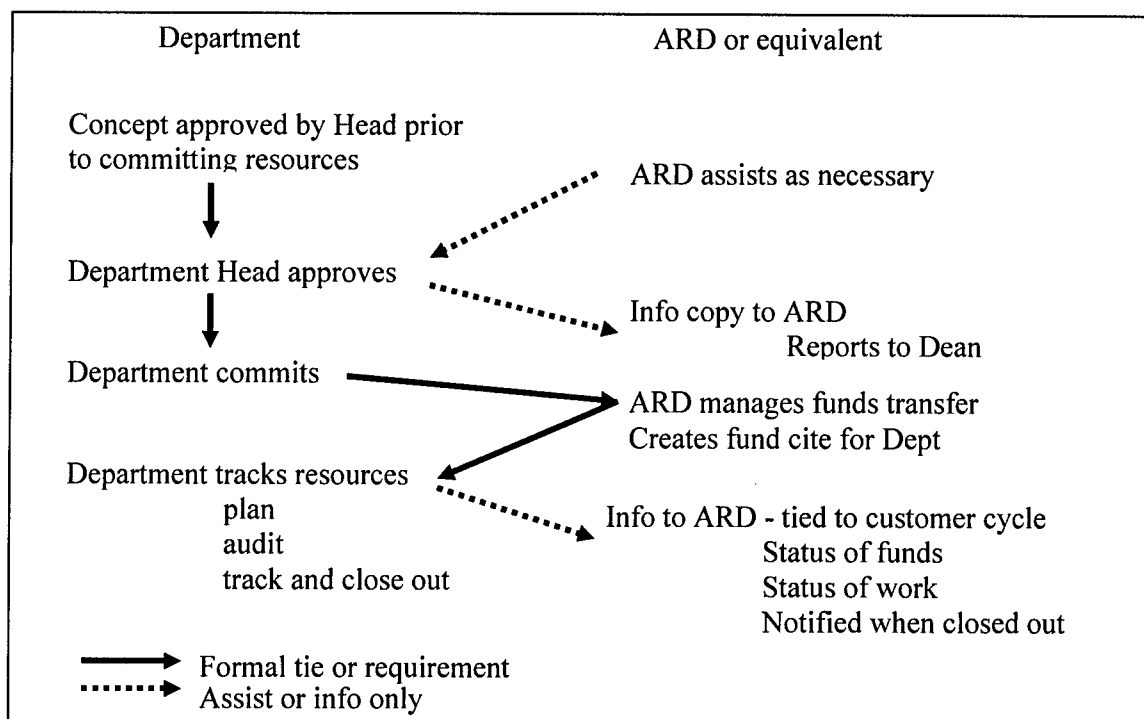 Department
ARD or equivalent
Concept approved by Head prior
to committing resources
ARD assists as necessary
Department Head approves
Info copy to ARD
Reports to Dean
Department commits
ARD manages funds transfer
Creates fund cite for Dept
Department tracks resources
plan
audit
track and close out
Info to ARD - tied to customer cycle
Status of funds
Status of work
Notified when closed out
Formal tie or requirement
Assist or info only